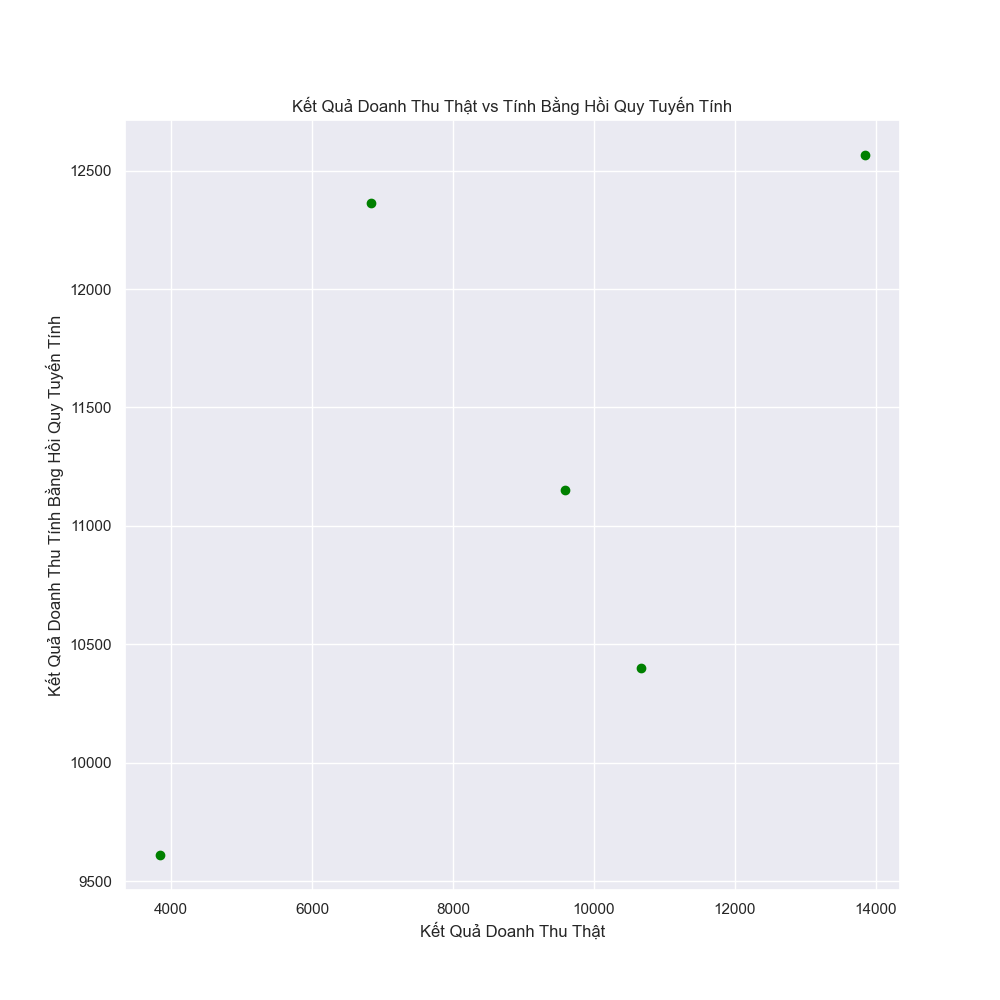 Kết Quả Doanh Thu Thật vs Tính Bằng Hồi Quy Tuyến Tính
Kết Quả Doanh Thu Tính Bằng Hồi Quy Tuyến Tính
12500
12000
11500
11000
10500
10000
9500
4000 6000 8000 10000 12000 14000
Kết Quả Doanh Thu Thật